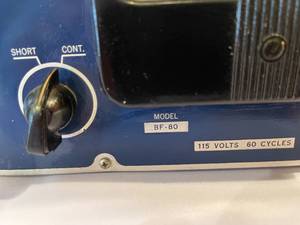 SHORT CONT.
MODEL
BF-80
115 VOLTS 60 CYCLES